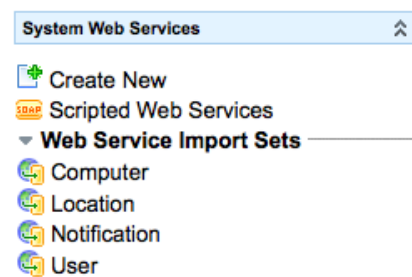 System Web Services
Create New
SOAP Scripted Web Services
Web Service Import Sets
Computer
Location
Notification
User